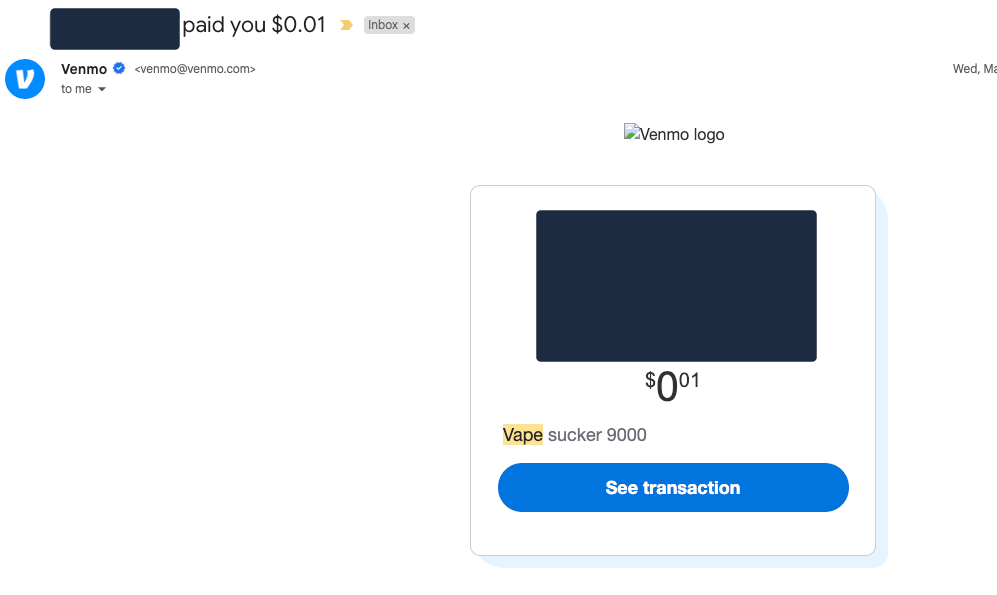 paid you $0.01 Inbox ×
Venmo <venmo@venmo.com> Wed, Ma
to me
Venmo logo
$0 01
Vape sucker 9000
See transaction